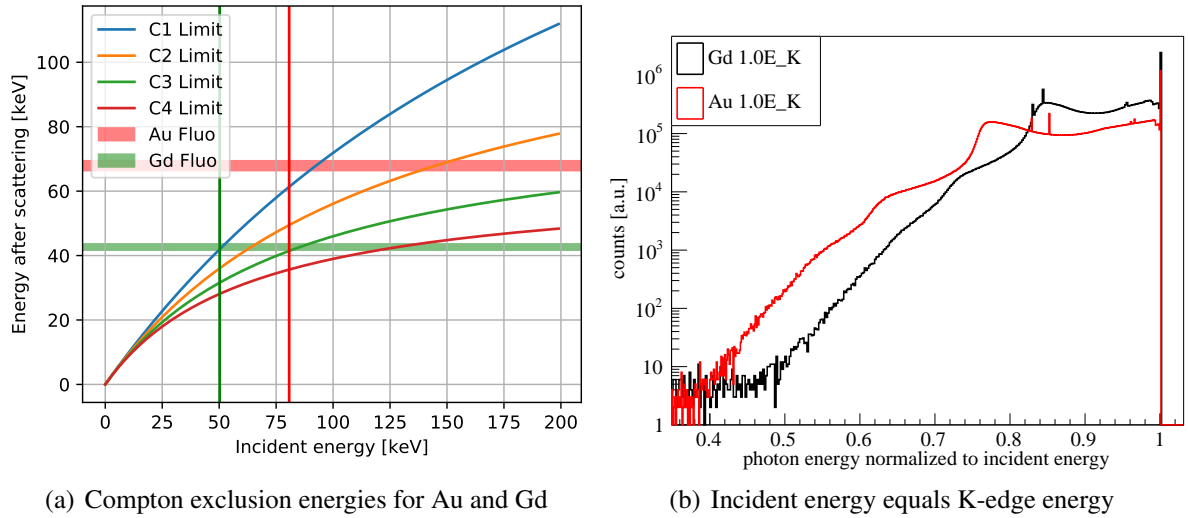 C1 Limit
C2 Limit
C3 Limit
C4 Limit
Au Fluo
Gd Fluo
100
80
60
40
20
0
Energy after scattering [keV]
0 25 50 75 100 125 150 175 200
Incident energy [keV]
(a) Compton exclusion energies for Au and Gd
Gd 1.0E_K
Au 1.0E_K
10^6
10^5
10^4
10^3
10^2
10
1
counts [a.u.]
0.4 0.5 0.6 0.7 0.8 0.9 1
photon energy normalized to incident energy
(b) Incident energy equals K-edge energy